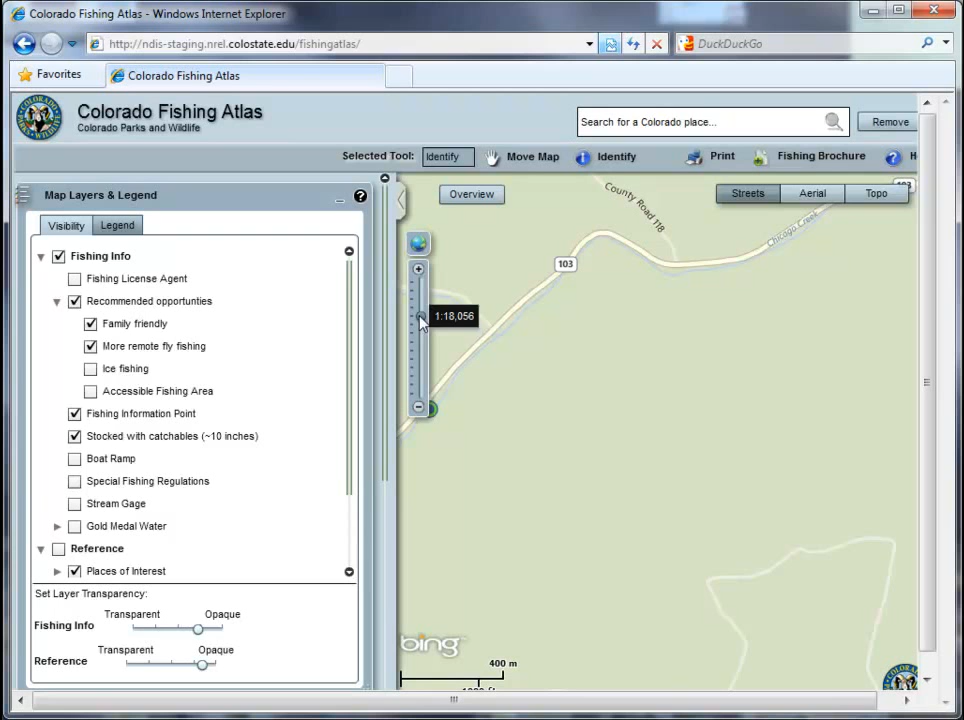 Colorado Fishing Atlas - Windows Internet Explorer
http://ndis-staging.nrel.colostate.edu/fishingatlas/
DuckDuckGo
Favorites
Colorado Fishing Atlas
Colorado Fishing Atlas
Colorado Parks and Wildlife
Search for a Colorado place...
Remove
Selected Tool:
Identify
Move Map
Identify
Print
Fishing Brochure
H
Map Layers & Legend
Visibility
Legend
Fishing Info
Fishing License Agent
Recommended opportunties
Family friendly
More remote fly fishing
Ice fishing
Accessible Fishing Area
Fishing Information Point
Stocked with catchables (~10 inches)
Boat Ramp
Special Fishing Regulations
Stream Gage
Gold Medal Water
Reference
Places of Interest
Set Layer Transparency:
Transparent
Opaque
Fishing Info
Transparent
Opaque
Reference
Overview
Streets
Aerial
Topo
103
County Road 118
Chicago Creek
103
1:18,056
bing
400 m